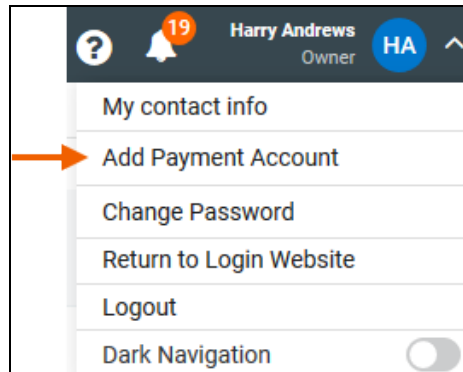 ? 19 Harry Andrews HA
Owner
My contact info
Add Payment Account
Change Password
Return to Login Website
Logout
Dark Navigation